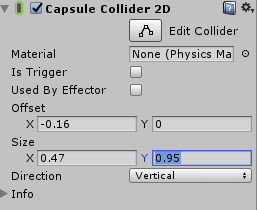 Capsule Collider 2D
Edit Collider
Material None (Physics Ma
Is Trigger
Used By Effector
Offset
X -0.16 Y 0
Size
X 0.47 Y 0.95
Direction Vertical
Info